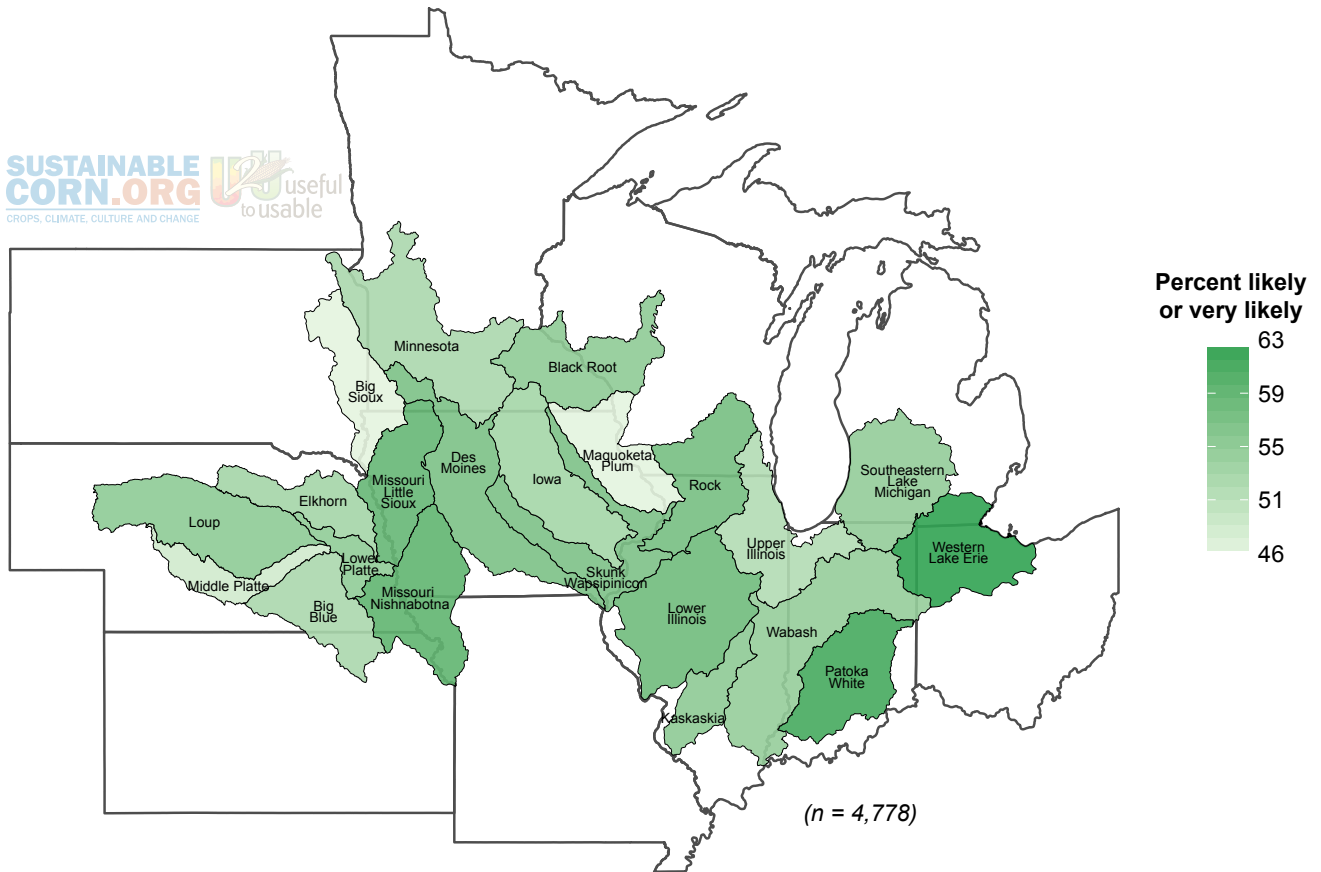 SUSTAINABLE
CORN.ORG
CROPS, CLIMATE, CULTURE AND CHANGE
U2U useful
to usable
Percent likely
or very likely
63
59
55
51
46
Minnesota
Black Root
Big
Sioux
Maquoketa
Plum
Des
Moines
Iowa
Missouri
Little
Sioux
Rock
Southeastern
Lake
Michigan
Elkhorn
Loup
Upper
Illinois
Western
Lake Erie
Lower
Platte
Middle Platte
Skunk
Wapsipinicon
Missouri
Nishnabotna
Big
Blue
Lower
Illinois
Wabash
Patoka
White
Kaskaskia
(n = 4,778)